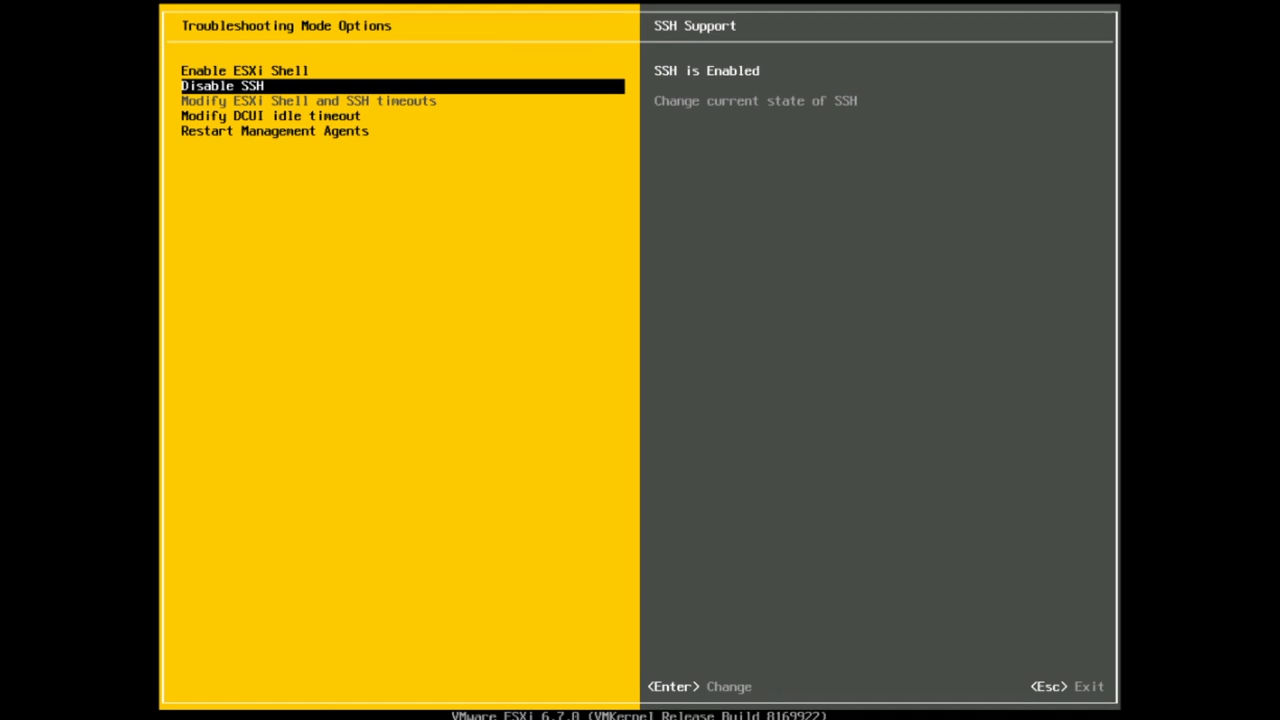 Troubleshooting Mode Options
Enable ESXi Shell
Disable SSH
Modify ESXi Shell and SSH timeouts
Modify DCUI idle timeout
Restart Management Agents
SSH Support
SSH is Enabled
Change current state of SSH
<Enter> Change
<Esc> Exit
VMware ESXi 6.7.0 (VMKernel Release Build 8169922)